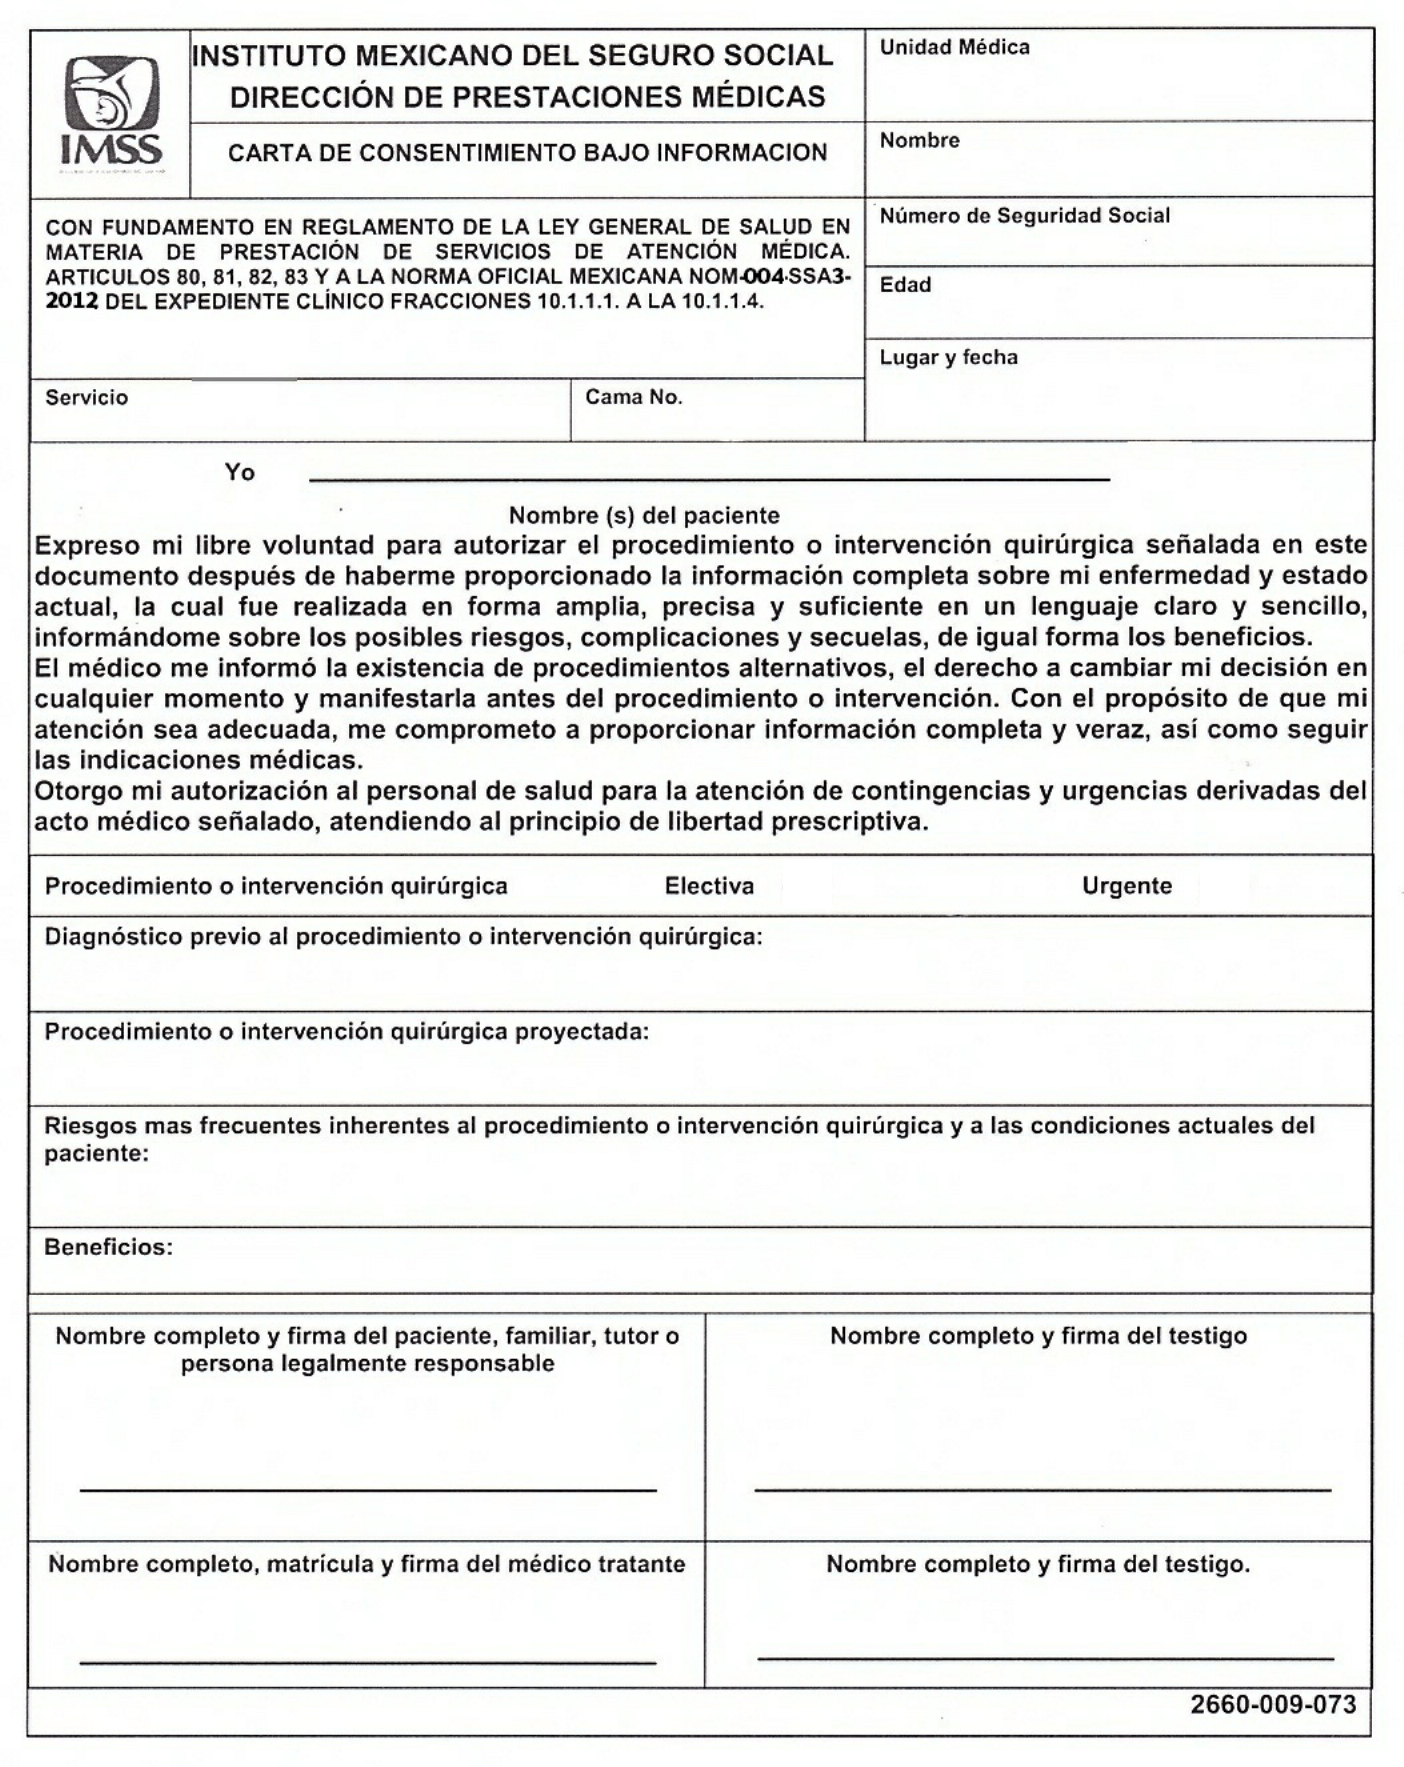 INSTITUTO MEXICANO DEL SEGURO SOCIAL
DIRECCIÓN DE PRESTACIONES MÉDICAS
IMSS
CARTA DE CONSENTIMIENTO BAJO INFORMACION
Unidad Médica
Nombre
Número de Seguridad Social
Edad
Lugar y fecha
CON FUNDAMENTO EN REGLAMENTO DE LA LEY GENERAL DE SALUD EN
MATERIA DE PRESTACIÓN DE SERVICIOS DE ATENCIÓN MÉDICA.
ARTICULOS 80, 81, 82, 83 Y A LA NORMA OFICIAL MEXICANA NOM-004-SSA3-
2012 DEL EXPEDIENTE CLÍNICO FRACCIONES 10.1.1.1. A LA 10.1.1.4.
Servicio
Cama No.
Yo
Nombre (s) del paciente
Expreso mi libre voluntad para autorizar el procedimiento o intervención quirúrgica señalada en este
documento después de haberme proporcionado la información completa sobre mi enfermedad y estado
actual, la cual fue realizada en forma amplia, precisa y suficiente en un lenguaje claro y sencillo,
informándome sobre los posibles riesgos, complicaciones y secuelas, de igual forma los beneficios.
El médico me informó la existencia de procedimientos alternativos, el derecho a cambiar mi decisión en
cualquier momento y manifestarla antes del procedimiento o intervención. Con el propósito de que mi
atención sea adecuada, me comprometo a proporcionar información completa y veraz, así como seguir
las indicaciones médicas.
Otorgo mi autorización al personal de salud para la atención de contingencias y urgencias derivadas del
acto médico señalado, atendiendo al principio de libertad prescriptiva.
Procedimiento o intervención quirúrgica Electiva Urgente
Diagnóstico previo al procedimiento o intervención quirúrgica:
Procedimiento o intervención quirúrgica proyectada:
Riesgos mas frecuentes inherentes al procedimiento o intervención quirúrgica y a las condiciones actuales del
paciente:
Beneficios:
Nombre completo y firma del paciente, familiar, tutor o
persona legalmente responsable
Nombre completo y firma del testigo
Nombre completo, matrícula y firma del médico tratante
Nombre completo y firma del testigo.
2660-009-073